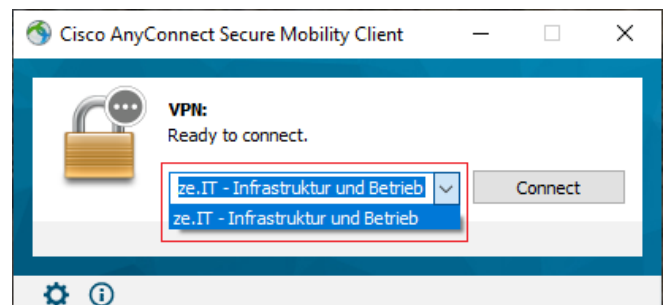 Cisco AnyConnect Secure Mobility Client
VPN:
Ready to connect.
ze.IT - Infrastruktur und Betrieb
Connect
ze.IT - Infrastruktur und Betrieb